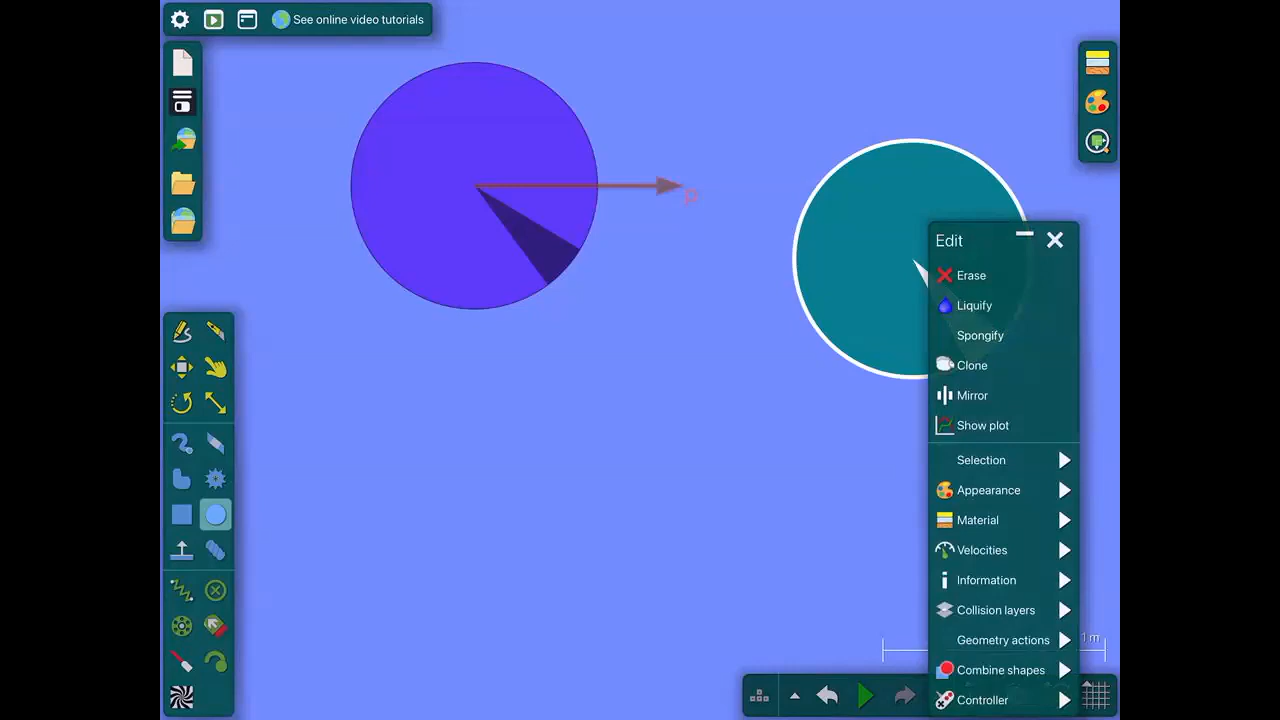 See online video tutorials
p
Edit
Erase
Liquify
Spongify
Clone
Mirror
Show plot
Selection
Appearance
Material
Velocities
Information
Collision layers
Geometry actions
1 m
Combine shapes
Controller